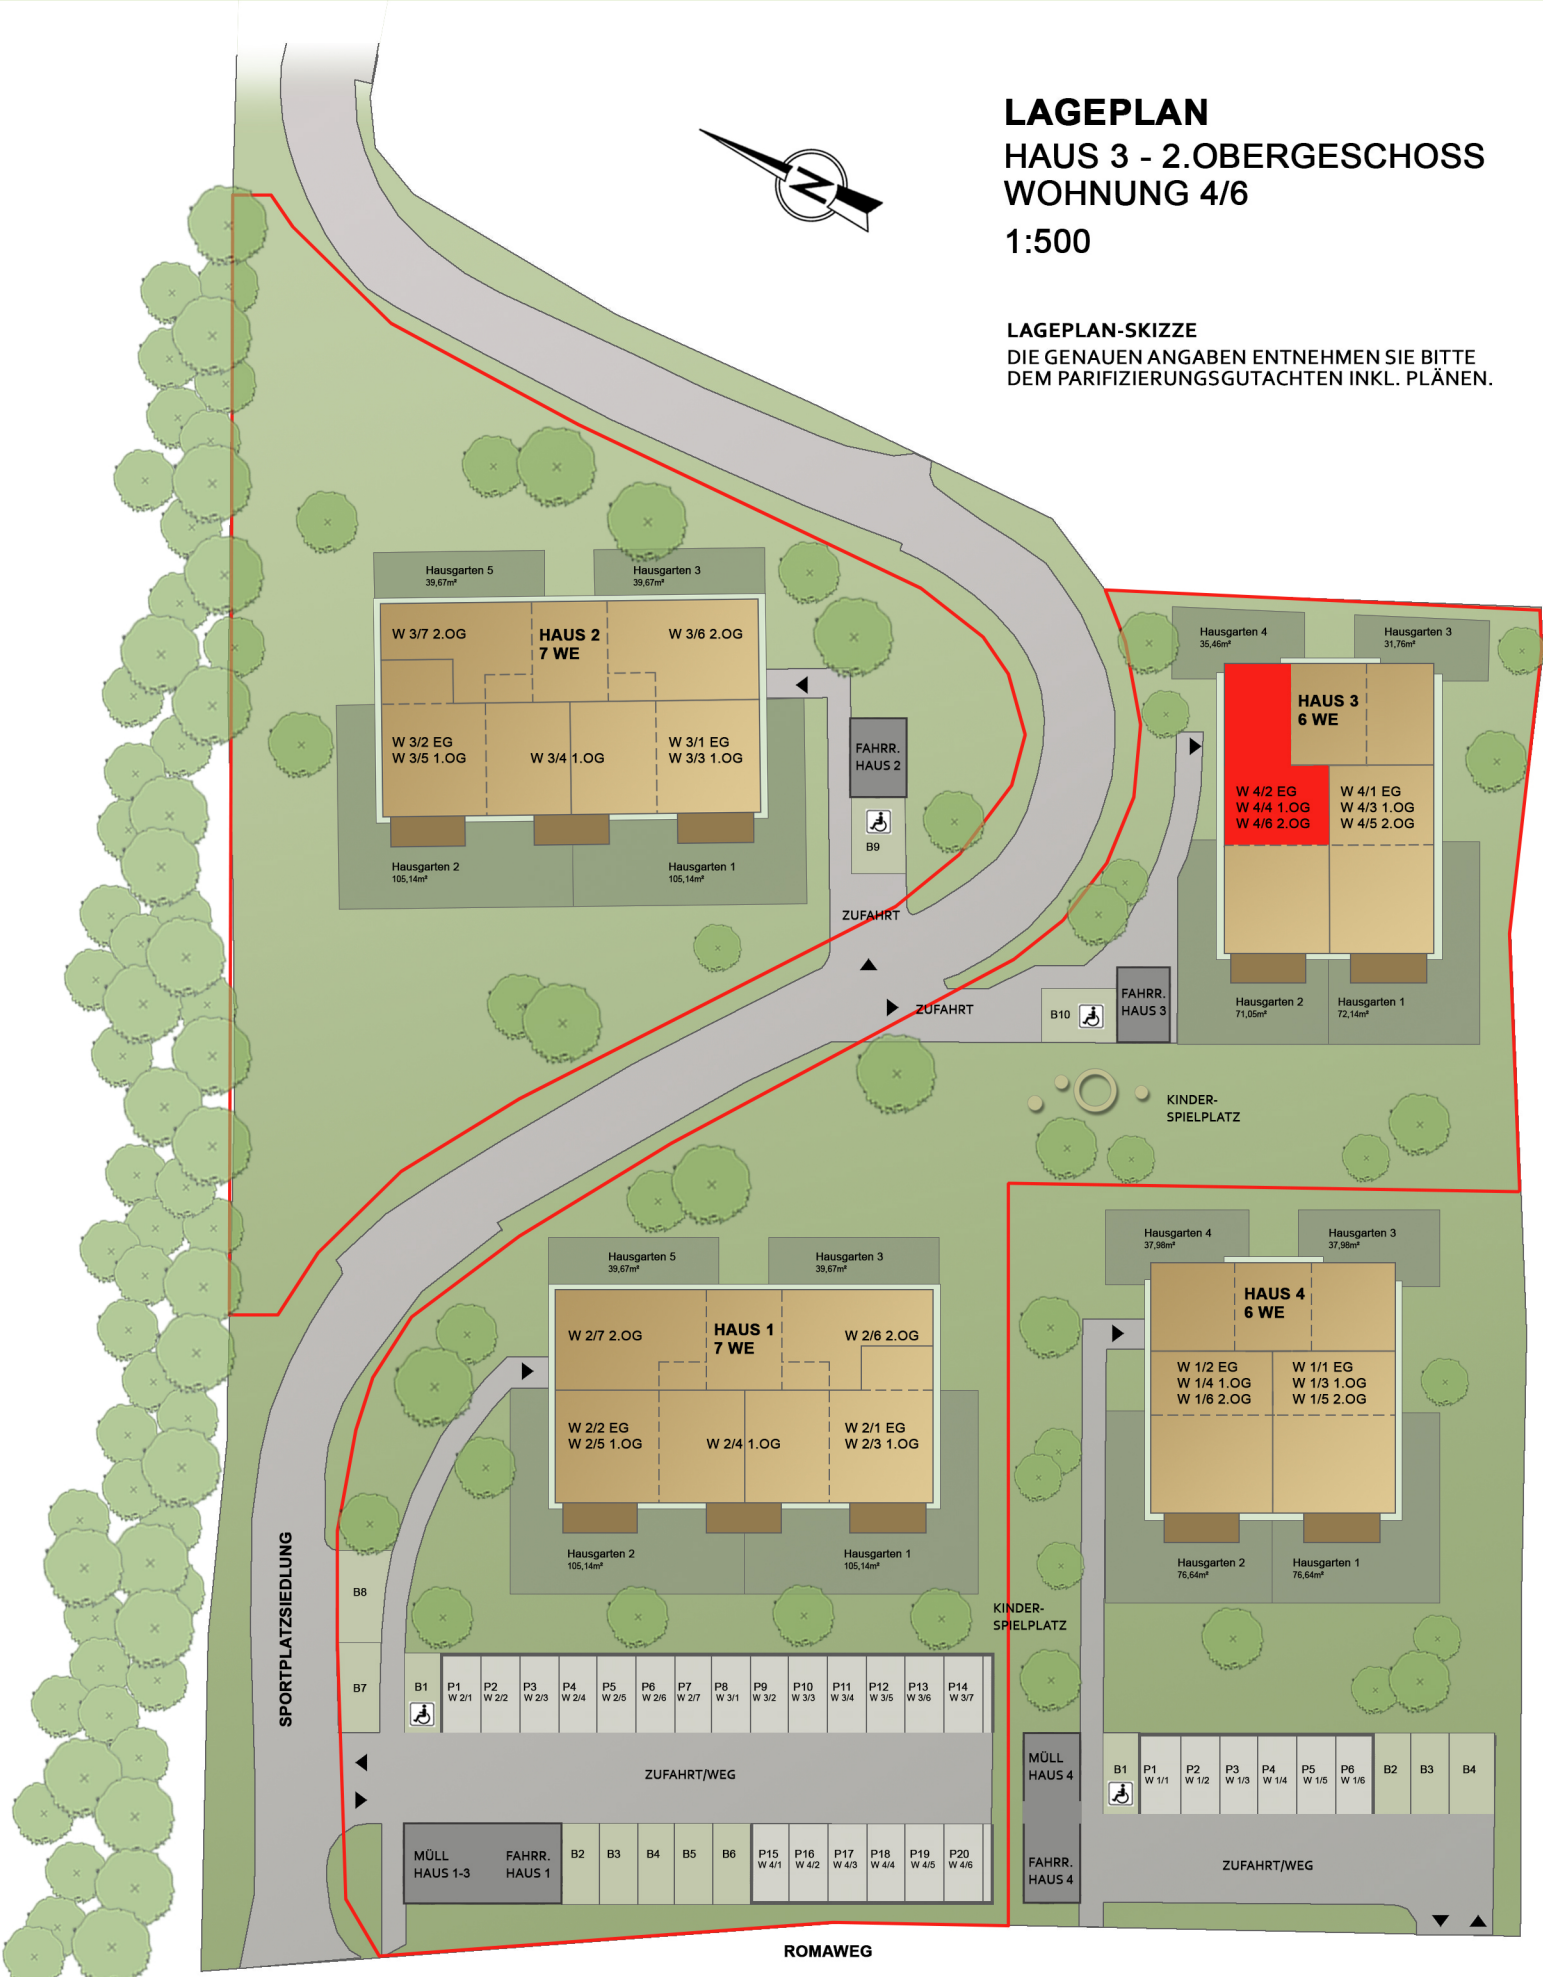 LAGEPLAN
HAUS 3 - 2.OBERGESCHOSS
WOHNUNG 4/6
1:500
N
LAGEPLAN-SKIZZE
DIE GENAUEN ANGABEN ENTNEHMEN SIE BITTE
DEM PARIFIZIERUNGSGUTACHTEN INKL. PLÄNEN.
Hausgarten 5
39,67m²
Hausgarten 3
39,67m²
W 3/7 2.OG
HAUS 2
7 WE
W 3/6 2.OG
W 3/2 EG
W 3/5 1.OG
W 3/4 1.OG
W 3/1 EG
W 3/3 1.OG
Hausgarten 2
105,14m²
Hausgarten 1
105,14m²
FAHRR.
HAUS 2
B9
ZUFAHRT
Hausgarten 4
35,46m²
Hausgarten 3
31,76m²
HAUS 3
6 WE
W 4/2 EG
W 4/4 1.OG
W 4/6 2.OG
W 4/1 EG
W 4/3 1.OG
W 4/5 2.OG
Hausgarten 2
71,05m²
Hausgarten 1
72,14m²
ZUFAHRT
B10
FAHRR.
HAUS 3
KINDER-
SPIELPLATZ
Hausgarten 5
39,67m²
Hausgarten 3
39,67m²
W 2/7 2.OG
HAUS 1
7 WE
W 2/6 2.OG
W 2/2 EG
W 2/5 1.OG
W 2/4 1.OG
W 2/1 EG
W 2/3 1.OG
Hausgarten 2
105,14m²
Hausgarten 1
105,14m²
Hausgarten 4
37,98m²
Hausgarten 3
37,98m²
HAUS 4
6 WE
W 1/2 EG
W 1/4 1.OG
W 1/6 2.OG
W 1/1 EG
W 1/3 1.OG
W 1/5 2.OG
Hausgarten 2
76,64m²
Hausgarten 1
76,64m²
KINDER-
SPIELPLATZ
SPORTPLATZSIEDLUNG
B8
B7
B1
P1
W 2/1
P2
W 2/2
P3
W 2/3
P4
W 2/4
P5
W 2/5
P6
W 2/6
P7
W 2/7
P8
W 3/1
P9
W 3/2
P10
W 3/3
P11
W 3/4
P12
W 3/5
P13
W 3/6
P14
W 3/7
ZUFAHRT/WEG
MÜLL
HAUS 1-3
FAHRR.
HAUS 1
B2
B3
B4
B5
B6
P15
W 4/1
P16
W 4/2
P17
W 4/3
P18
W 4/4
P19
W 4/5
P20
W 4/6
MÜLL
HAUS 4
FAHRR.
HAUS 4
B1
P1
W 1/1
P2
W 1/2
P3
W 1/3
P4
W 1/4
P5
W 1/5
P6
W 1/6
B2
B3
B4
ZUFAHRT/WEG
ROMAWEG